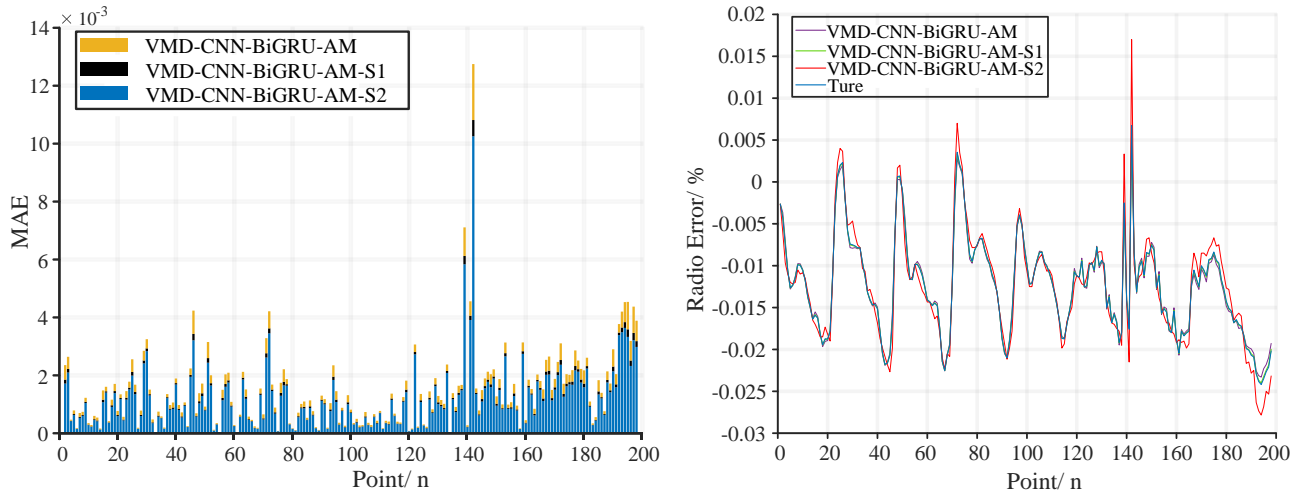 × 10⁻³
14
12
10
8
6
4
2
0
MAE
VMD-CNN-BiGRU-AM
VMD-CNN-BiGRU-AM-S1
VMD-CNN-BiGRU-AM-S2
0 20 40 60 80 100 120 140 160 180 200
Point/ n
0.02
0.015
0.01
0.005
0
-0.005
-0.01
-0.015
-0.02
-0.025
-0.03
Radio Error/ %
VMD-CNN-BiGRU-AM
VMD-CNN-BiGRU-AM-S1
VMD-CNN-BiGRU-AM-S2
Ture
0 20 40 60 80 100 120 140 160 180 200
Point/ n